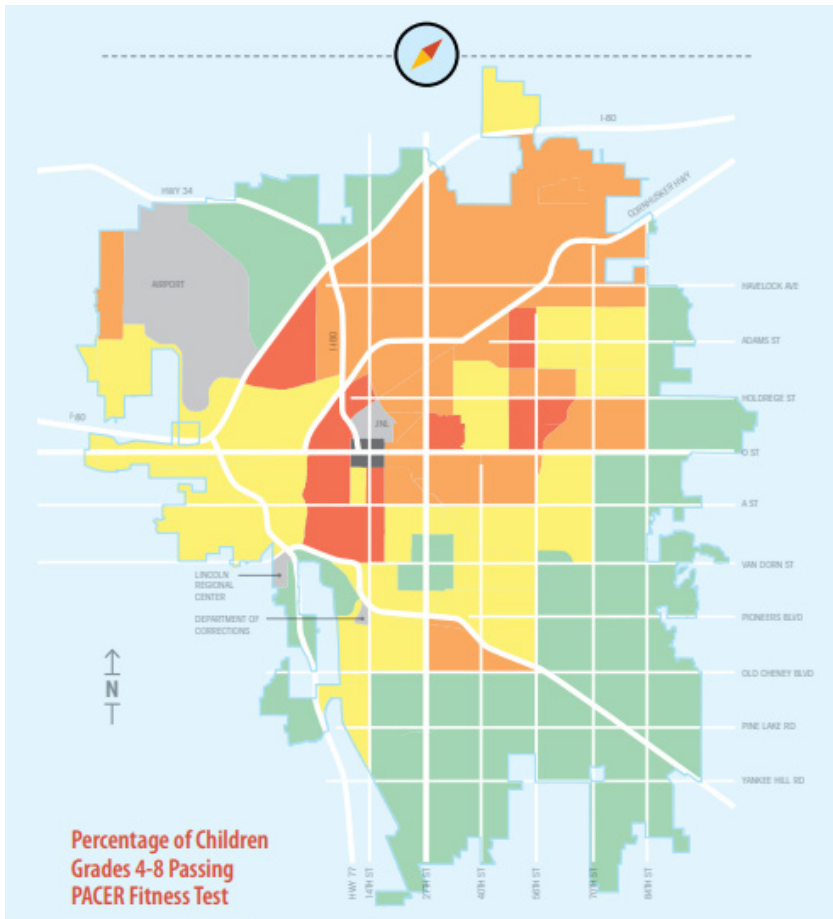 I-80
CORNHUSKER HWY
HWY 34
AIRPORT
HAVELOCK AVE
I-180
ADAMS ST
HOLDREGE ST
I-80
UNL
O ST
A ST
LINCOLN
REGIONAL
CENTER
VAN DORN ST
DEPARTMENT OF
CORRECTIONS
PIONEERS BLVD
N
OLD CHENEY BLVD
PINE LAKE RD
YANKEE HILL RD
Percentage of Children
Grades 4-8 Passing
PACER Fitness Test
HWY 77
14TH ST
27TH ST
40TH ST
56TH ST
70TH ST
84TH ST